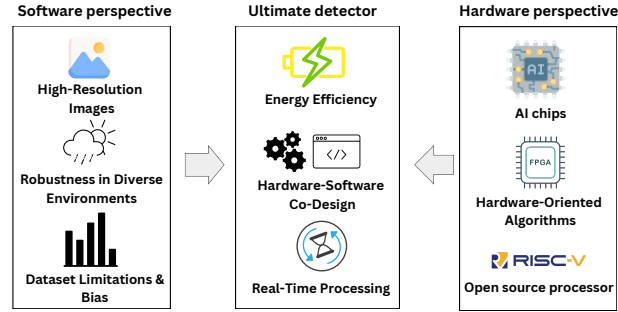 Software perspective
High-Resolution
Images
Robustness in Diverse
Environments
Dataset Limitations &
Bias
Ultimate detector
Energy Efficiency
</>
Hardware-Software
Co-Design
Real-Time Processing
Hardware perspective
AI
AI chips
FPGA
Hardware-Oriented
Algorithms
RISC-V
Open source processor